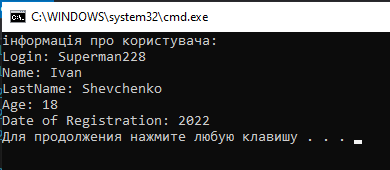 C:\WINDOWS\system32\cmd.exe
інформація про користувача:
Login: Superman228
Name: Ivan
LastName: Shevchenko
Age: 18
Date of Registration: 2022
Для продолжения нажмите любую клавишу . . .